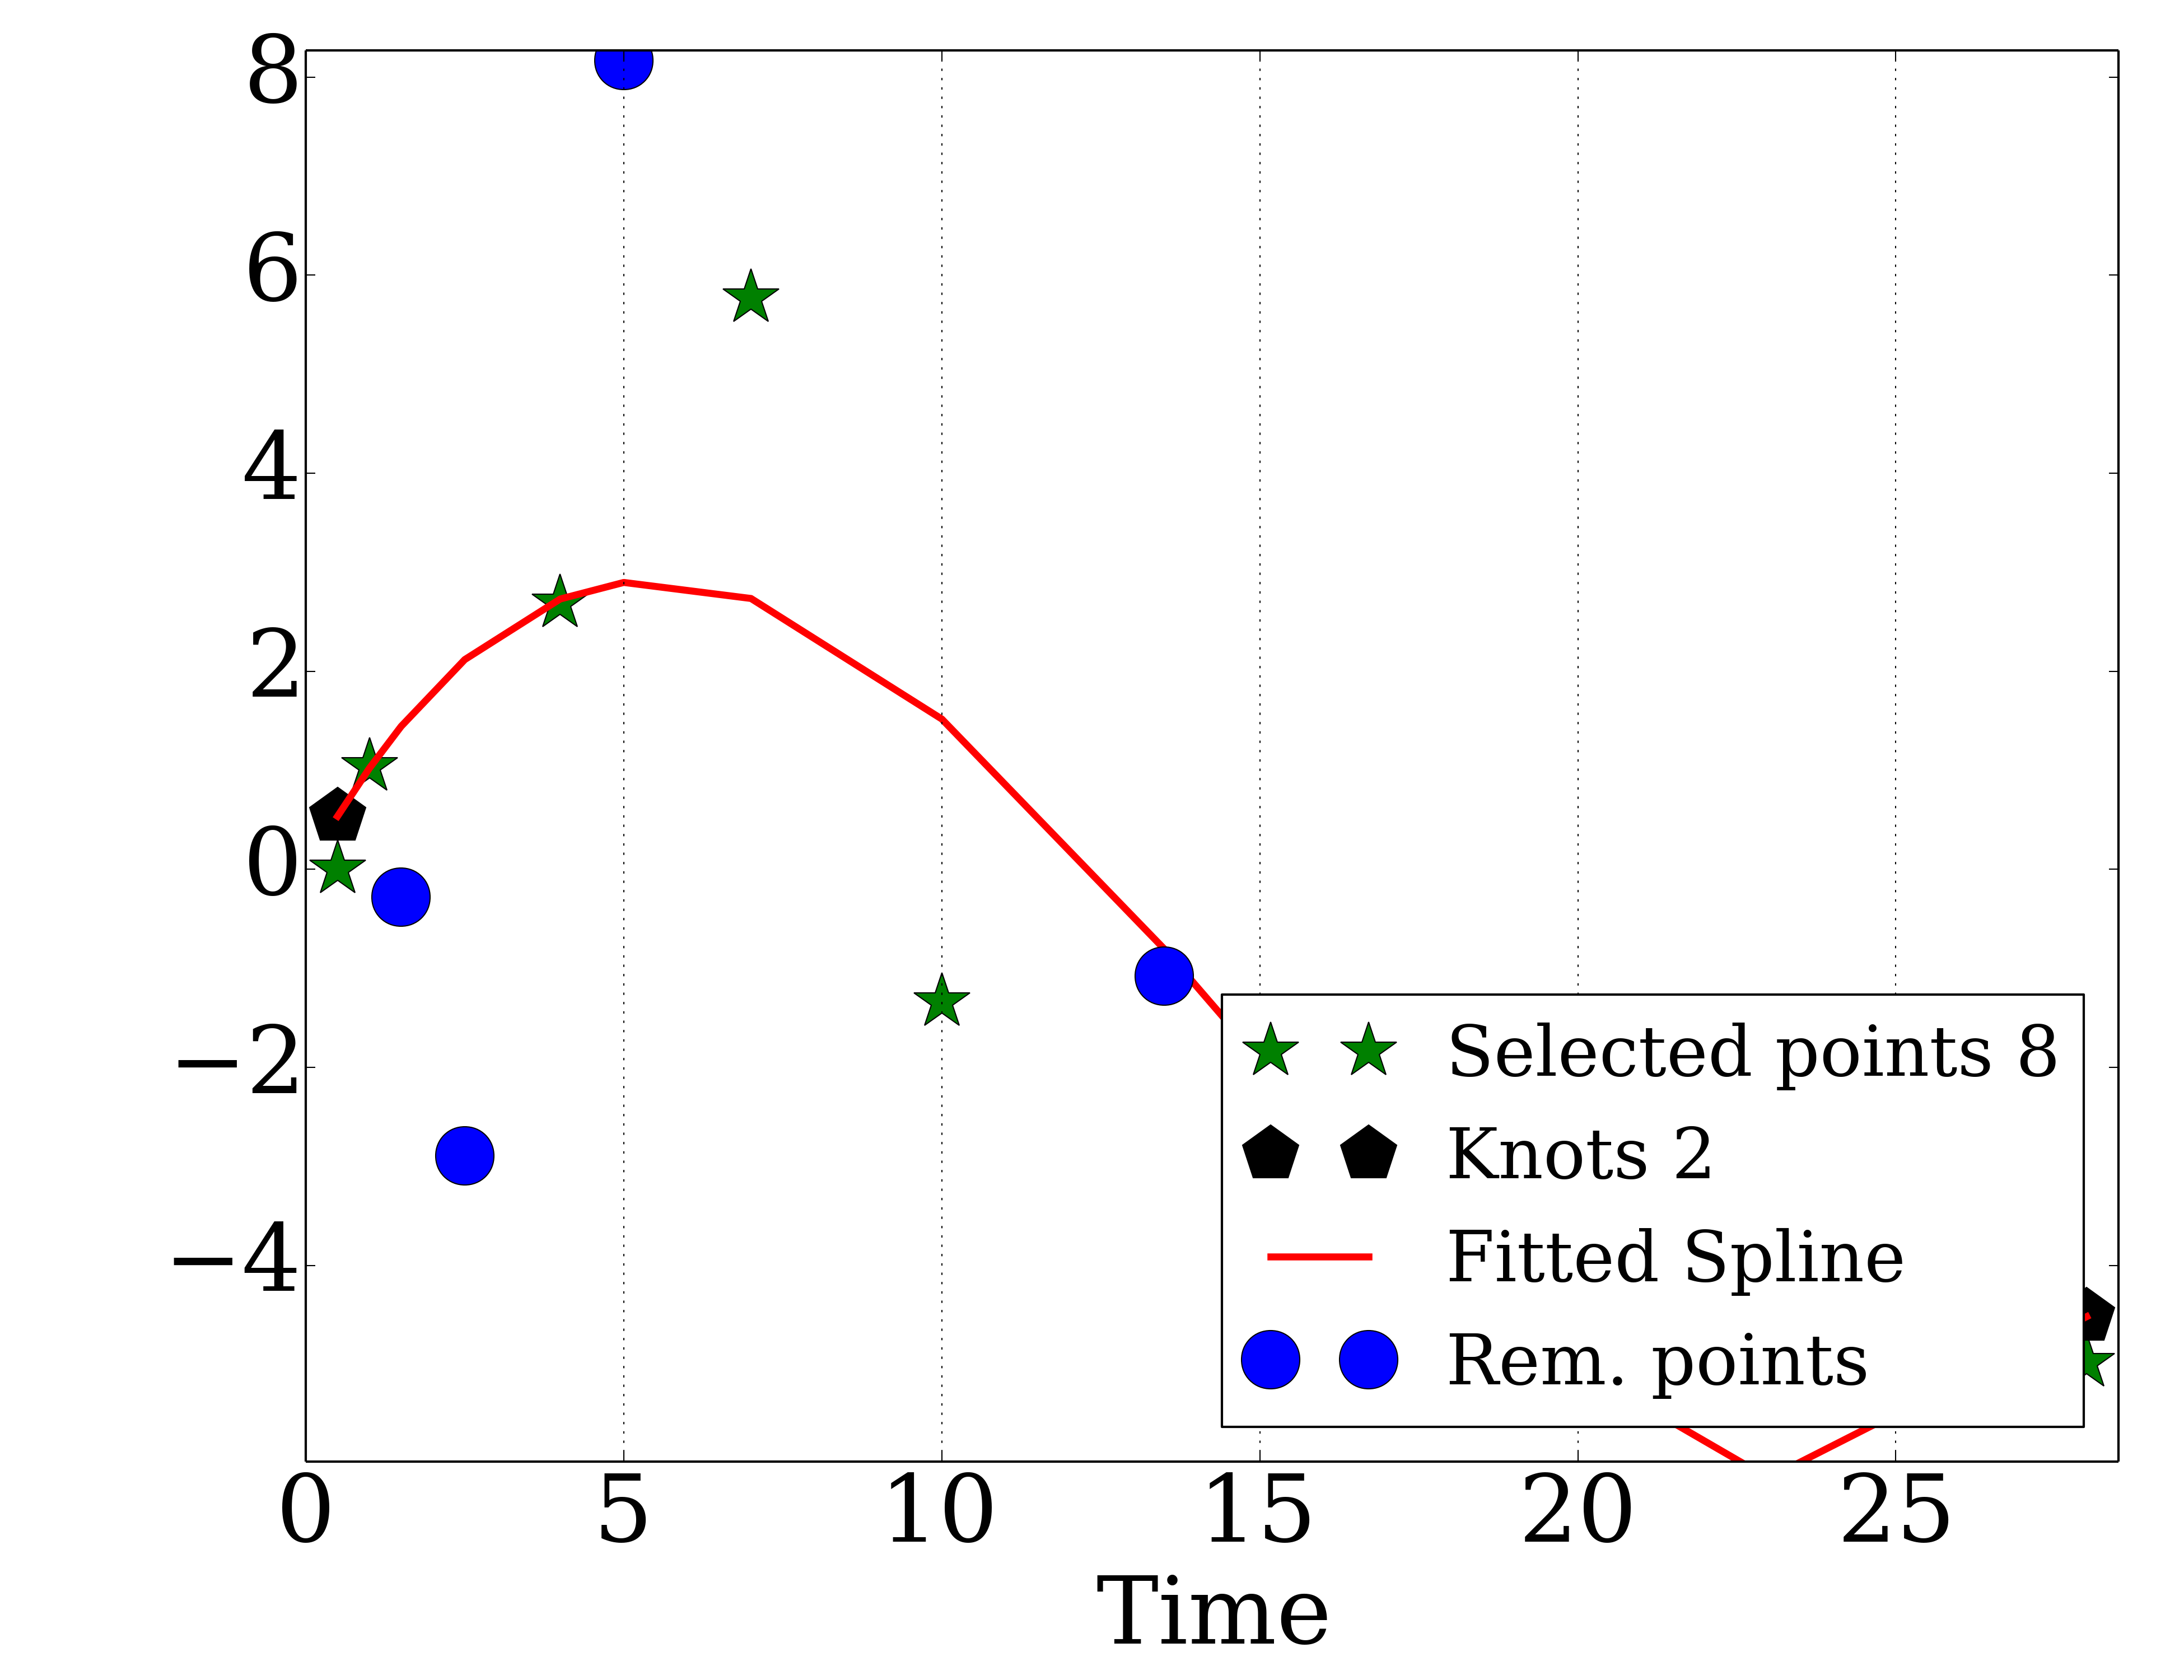 8
6
4
2
0
−2
−4
Selected points 8
Knots 2
Fitted Spline
Rem. points
0 5 10 15 20 25
Time